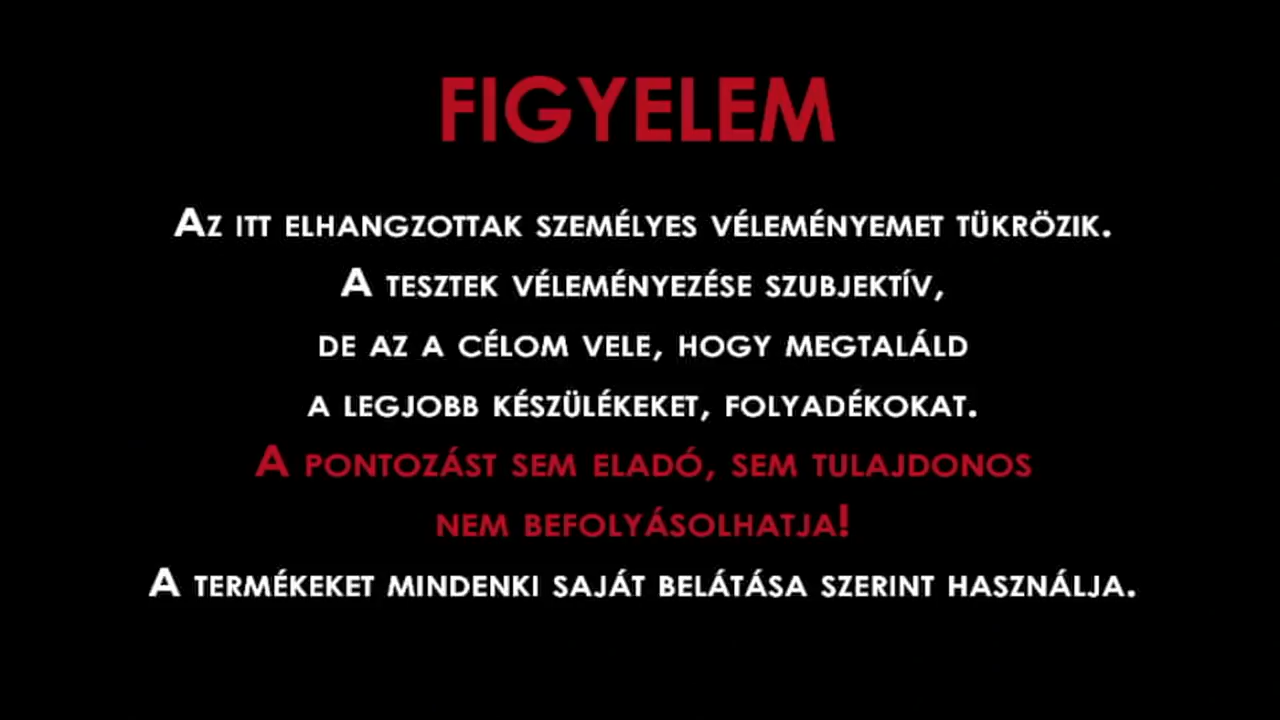 FIGYELEM
Az itt elhangzottak személyes véleményemet tükrözik.
A tesztek véleményezése szubjektív,
de az a célom vele, hogy megtaláld
a legjobb készülékeket, folyadékokat.
A pontozást sem eladó, sem tulajdonos
nem befolyásolhatja!
A termékeket mindenki saját belátása szerint használja.